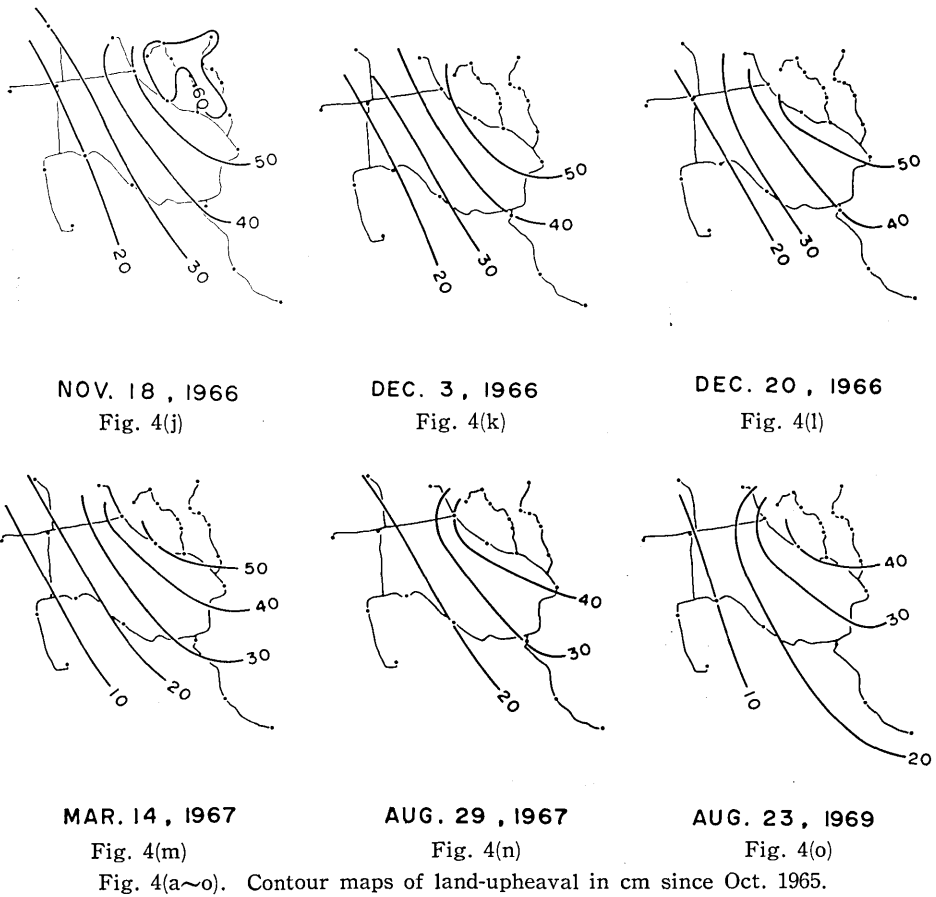 60
50
40
30
20
NOV. 18 , 1966
Fig. 4(j)
50
40
30
20
DEC. 3 , 1966
Fig. 4(k)
50
40
30
20
DEC. 20 , 1966
Fig. 4(l)
50
40
30
20
10
MAR. 14 , 1967
Fig. 4(m)
40
30
20
AUG. 29 , 1967
Fig. 4(n)
40
30
10
20
AUG. 23 , 1969
Fig. 4(o)
Fig. 4(a~o). Contour maps of land-upheaval in cm since Oct. 1965.